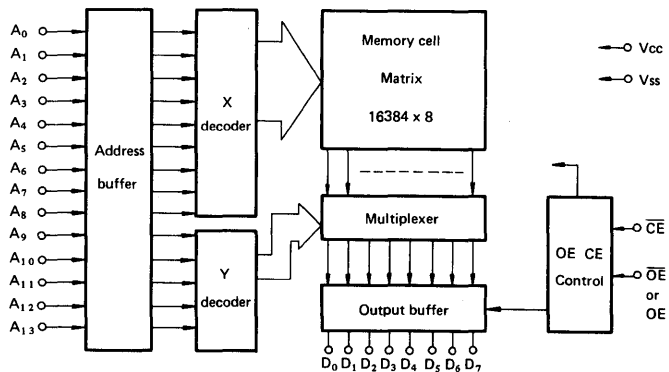 A₀
A₁
A₂
A₃
A₄
A₅
A₆
A₇
A₈
A₉
A₁₀
A₁₁
A₁₂
A₁₃
Address
buffer
X
decoder
Y
decoder
Memory cell
Matrix
16384 x 8
Multiplexer
Output buffer
D₀ D₁ D₂ D₃ D₄ D₅ D₆ D₇
Vcc
Vss
OE CE
Control
C̅E̅
O̅E̅
or
OE